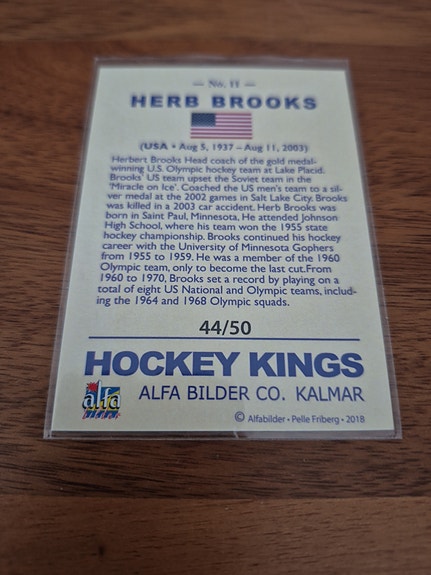 — No. 11 —
HERB BROOKS
(USA • Aug 5, 1937 – Aug 11, 2003)
Herbert Brooks Head coach of the gold medal-
winning U.S. Olympic hockey team at Lake Placid.
Brooks' US team upset the Soviet team in the
'Miracle on Ice'. Coached the US men's team to a sil-
ver medal at the 2002 games in Salt Lake City. Brooks
was killed in a 2003 car accident. Herb Brooks was
born in Saint Paul, Minnesota. He attended Johnson
High School, where his team won the 1955 state
hockey championship. Brooks continued his hockey
career with the University of Minnesota Gophers
from 1955 to 1959. He was a member of the 1960
Olympic team, only to become the last cut.From
1960 to 1970, Brooks set a record by playing on a
total of eight US National and Olympic teams, includ-
ing the 1964 and 1968 Olympic squads.
44/50
HOCKEY KINGS
alfa
ALFA BILDER CO. KALMAR
© Alfabilder • Pelle Friberg • 2018